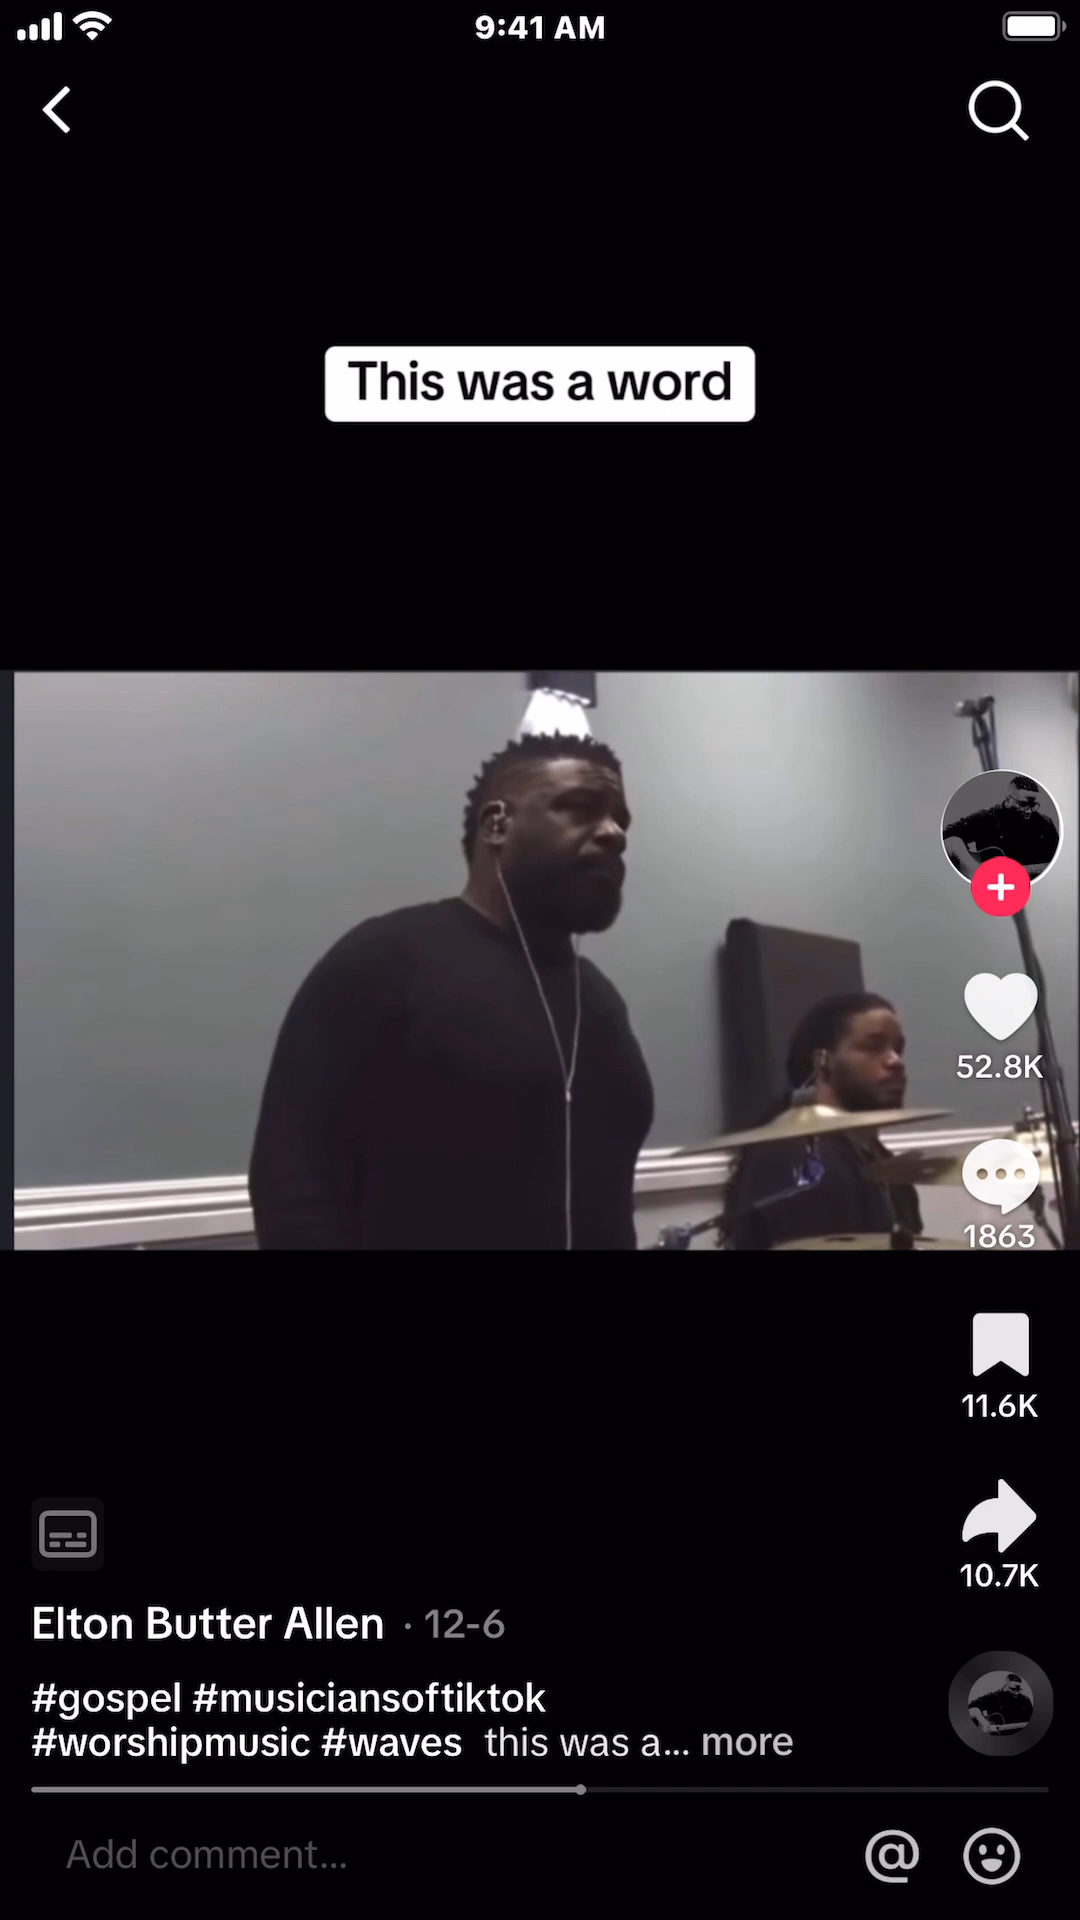 9:41 AM
This was a word
52.8K
1863
11.6K
10.7K
Elton Butter Allen · 12-6
#gospel #musiciansoftiktok
#worshipmusic #waves this was a... more
Add comment...
@